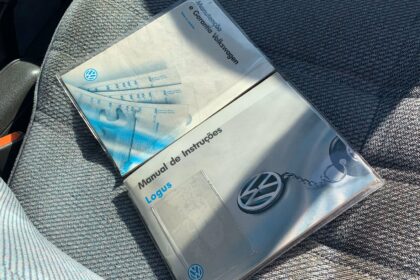 Manutenção
e Garantia Volkswagen
Manual de Instruções
Logus